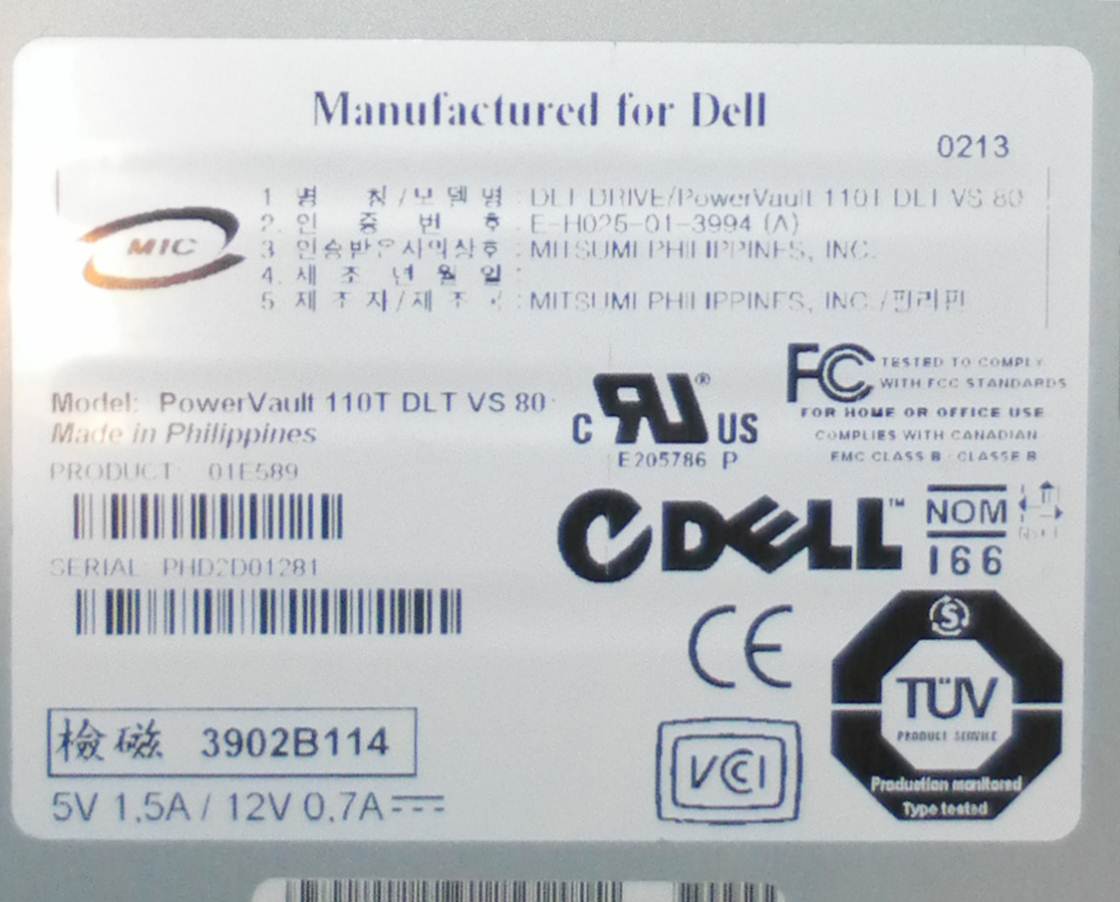 Manufactured for Dell
0213
MIC
1. 명 칭/모델명 : DLT DRIVE/PowerVault 110T DLT VS 80
2. 인 증 번 호 : E-H025-01-3994 (A)
3. 인증받은자의상호 : MITSUMI PHILIPPINES, INC.
4. 제 조 년 월 일 :
5. 제조자/제조국 : MITSUMI PHILIPPINES, INC./필리핀
Model: PowerVault 110T DLT VS 80
Made in Philippines
PRODUCT: 01E589
SERIAL: PHD2D01281
檢磁 3902B114
5V 1.5A / 12V 0.7A
C RU® US
E205786 P
FC TESTED TO COMPLY
WITH FCC STANDARDS
FOR HOME OR OFFICE USE
COMPLIES WITH CANADIAN
EMC CLASS B - CLASSE B
DELL™
NOM
166
CE
VCCI
S
TÜV
PRODUCT SERVICE
Production monitored
Type tested